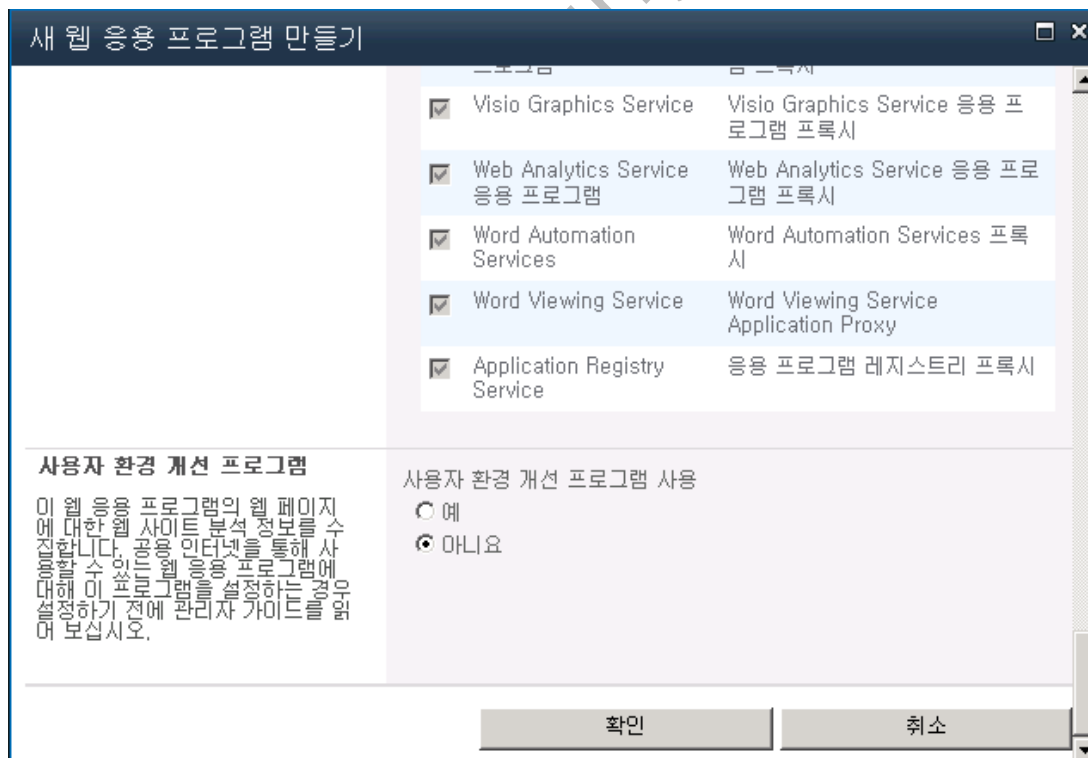 새 웹 응용 프로그램 만들기
Visio Graphics Service
Visio Graphics Service 응용 프
로그램 프록시
Web Analytics Service
응용 프로그램
Web Analytics Service 응용 프로
그램 프록시
Word Automation
Services
Word Automation Services 프록
시
Word Viewing Service
Word Viewing Service
Application Proxy
Application Registry
Service
응용 프로그램 레지스트리 프록시
사용자 환경 개선 프로그램
이 웹 응용 프로그램의 웹 페이지
에 대한 웹 사이트 분석 정보를 수
집합니다. 공용 인터넷을 통해 사
용할 수 있는 웹 응용 프로그램에
대해 이 프로그램을 설정하는 경우
설정하기 전에 관리자 가이드를 읽
어 보십시오.
사용자 환경 개선 프로그램 사용
예
아니요
확인
취소